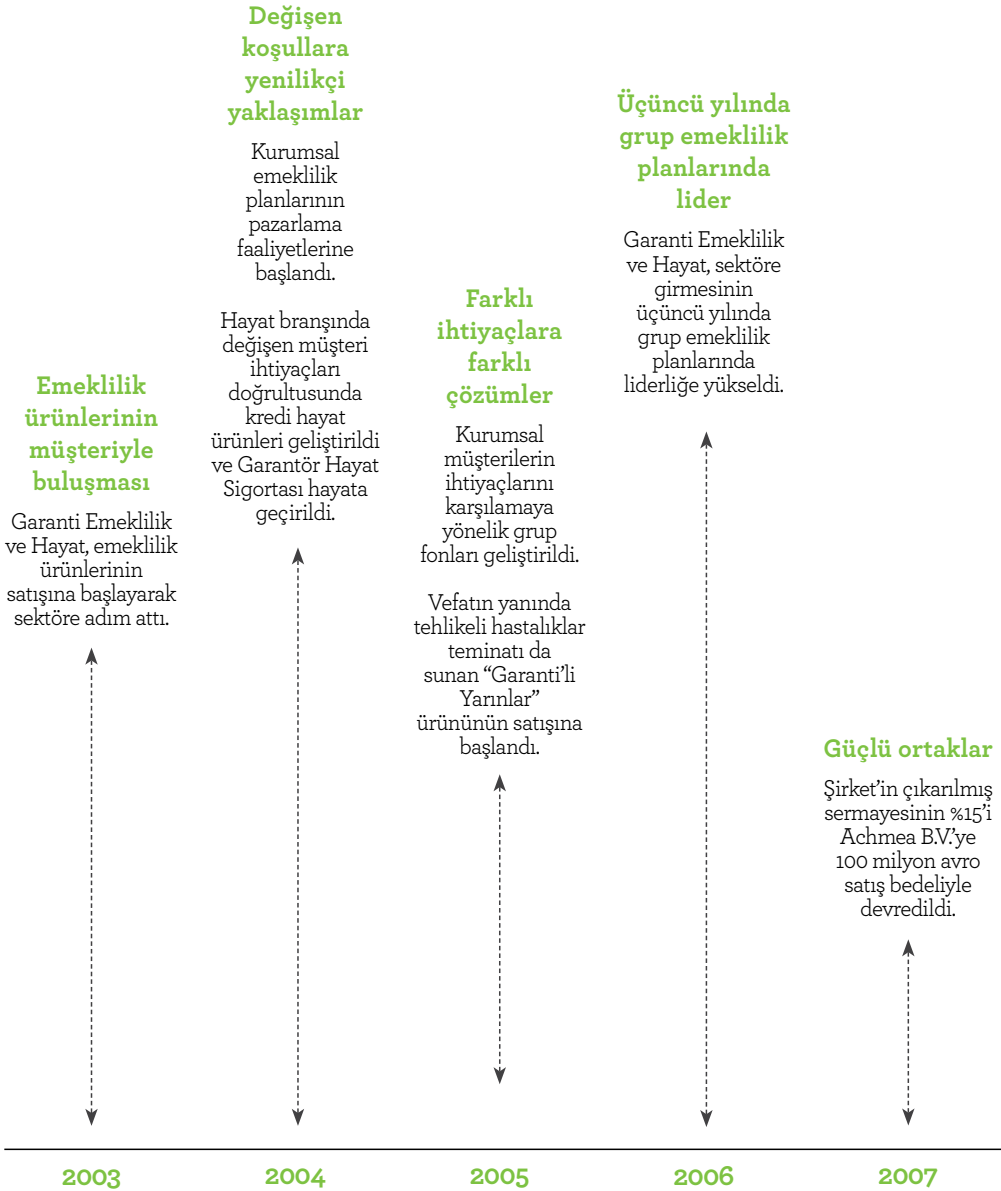 Emeklilik
ürünlerinin
müşteriyle
buluşması
Garanti Emeklilik
ve Hayat, emeklilik
ürünlerinin
satışına başlayarak
sektöre adım attı.
2003
Değişen
koşullara
yenilikçi
yaklaşımlar
Kurumsal
emeklilik
planlarının
pazarlama
faaliyetlerine
başlandı.
Hayat branşında
değişen müşteri
ihtiyaçları
doğrultusunda
kredi hayat
ürünleri geliştirildi
ve Garantör Hayat
Sigortası hayata
geçirildi.
2004
Farklı
ihtiyaçlara
farklı
çözümler
Kurumsal
müşterilerin
ihtiyaçlarını
karşılamaya
yönelik grup
fonları geliştirildi.
Vefatın yanında
tehlikeli hastalıklar
teminatı da
sunan “Garanti’li
Yarınlar”
ürününün satışına
başlandı.
2005
Üçüncü yılında
grup emeklilik
planlarında
lider
Garanti Emeklilik
ve Hayat, sektöre
girmesinin
üçüncü yılında
grup emeklilik
planlarında
liderliğe yükseldi.
2006
Güçlü ortaklar
Şirket’in çıkarılmış
sermayesinin %15’i
Achmea B.V.’ye
100 milyon avro
satış bedeliyle
devredildi.
2007